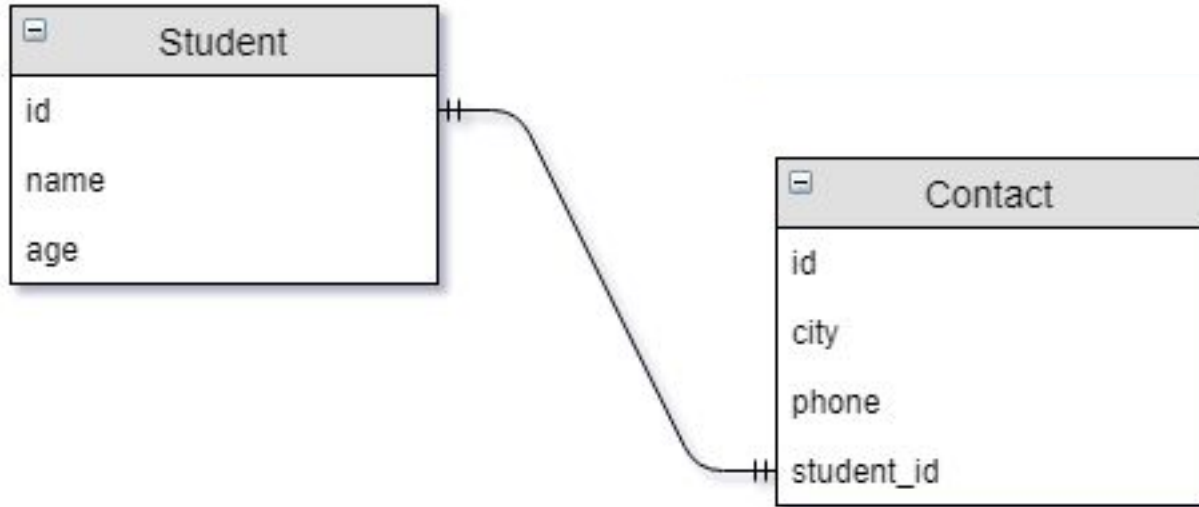 Student
id
name
age
Contact
id
city
phone
student_id